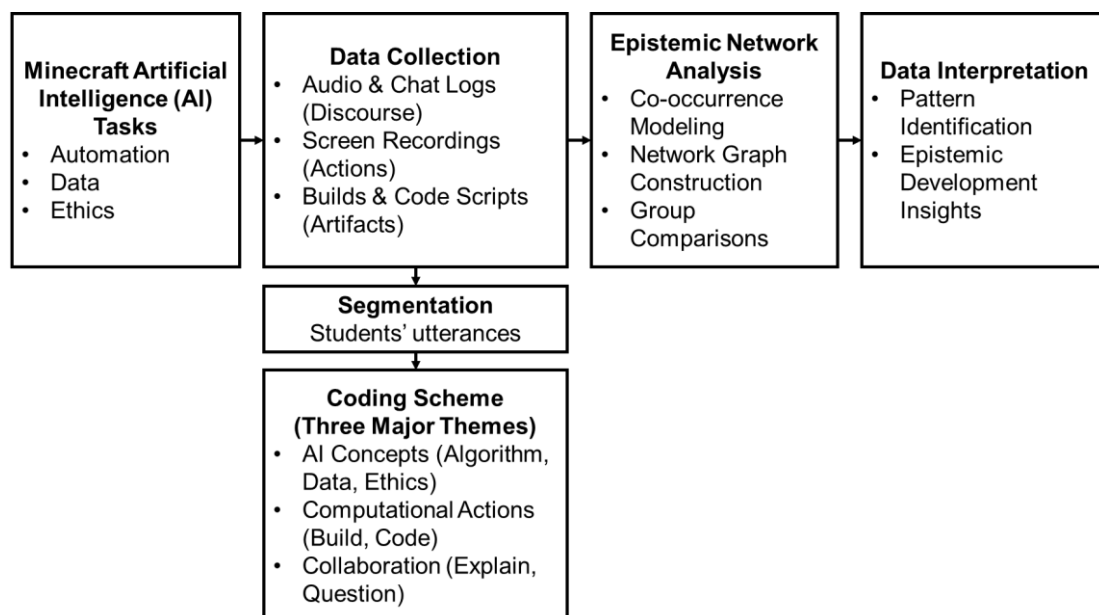 Minecraft Artificial
Intelligence (AI)
Tasks
• Automation
• Data
• Ethics
Data Collection
• Audio & Chat Logs
(Discourse)
• Screen Recordings
(Actions)
• Builds & Code Scripts
(Artifacts)
Epistemic Network
Analysis
• Co-occurrence
Modeling
• Network Graph
Construction
• Group
Comparisons
Data Interpretation
• Pattern
Identification
• Epistemic
Development
Insights
Segmentation
Students’ utterances
Coding Scheme
(Three Major Themes)
• AI Concepts (Algorithm,
Data, Ethics)
• Computational Actions
(Build, Code)
• Collaboration (Explain,
Question)